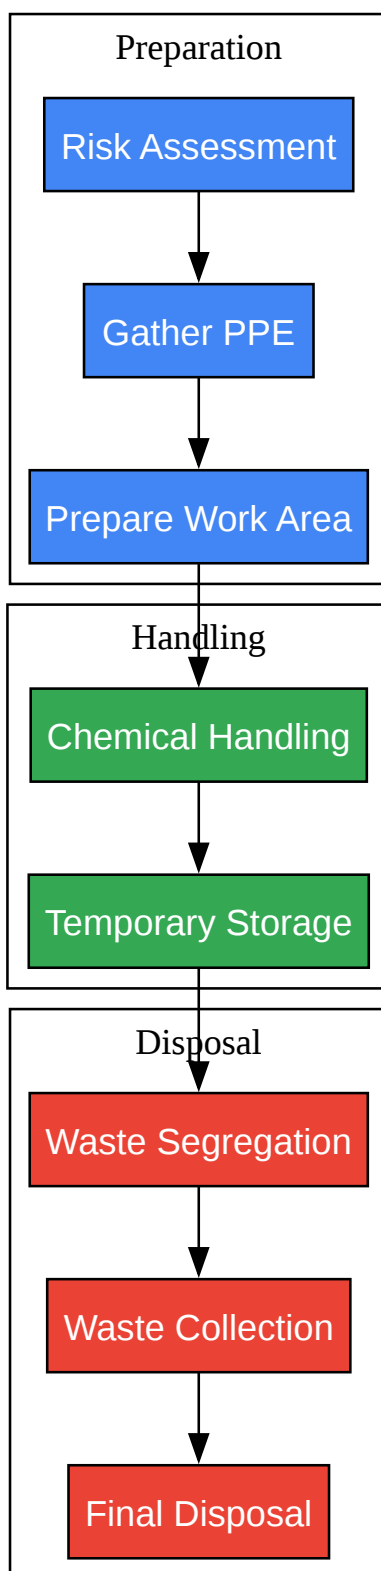 Preparation
Risk Assessment
Gather PPE
Prepare Work Area
Handling
Chemical Handling
Temporary Storage
Disposal
Waste Segregation
Waste Collection
Final Disposal